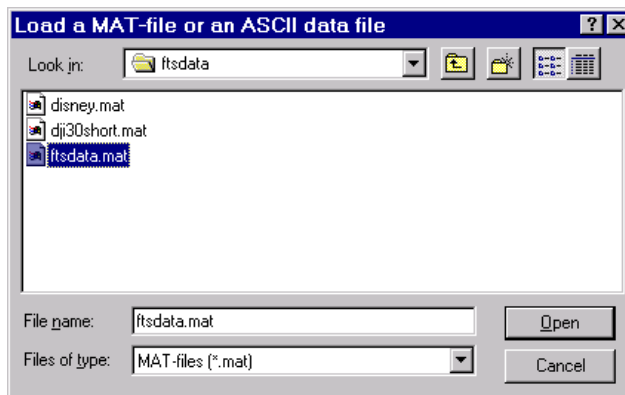 Load a MAT-file or an ASCII data file
Look in: ftsdata
disney.mat
dji30short.mat
ftsdata.mat
File name: ftsdata.mat Open
Files of type: MAT-files (*.mat) Cancel